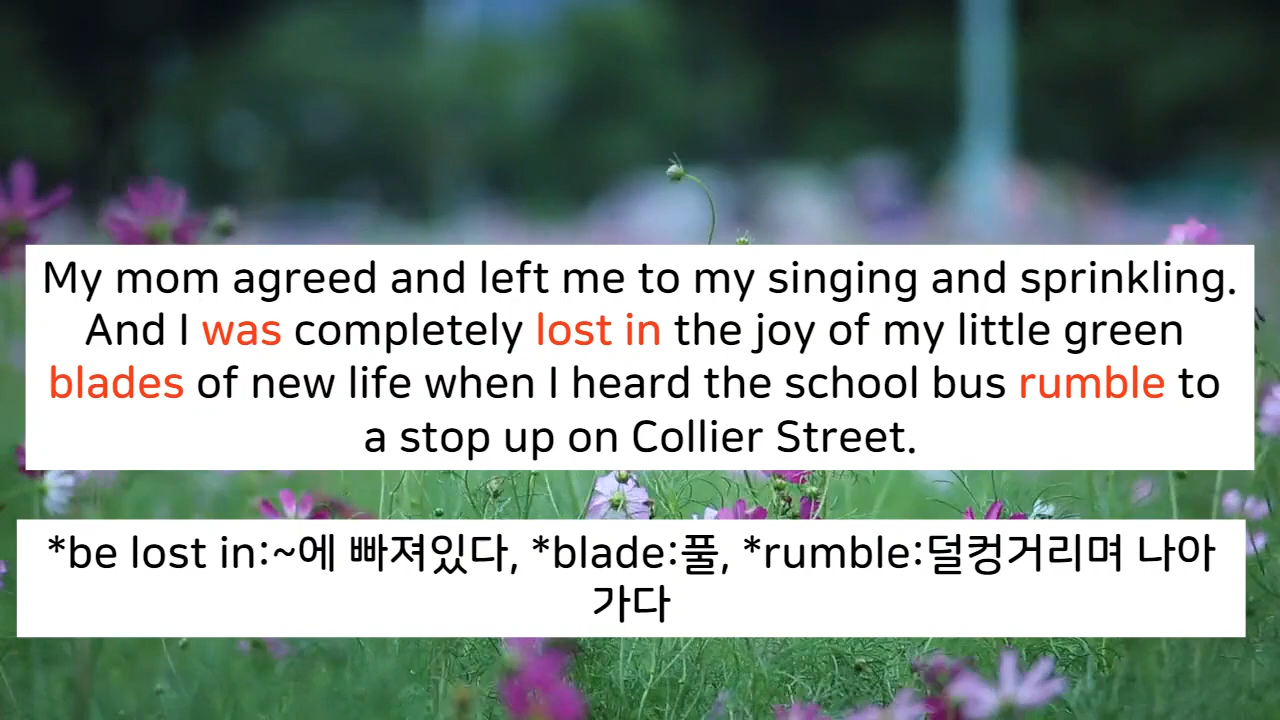 My mom agreed and left me to my singing and sprinkling.
And I was completely lost in the joy of my little green
blades of new life when I heard the school bus rumble to
a stop up on Collier Street.
*be lost in:~에 빠져있다, *blade:풀, *rumble:덜컹거리며 나아
가다